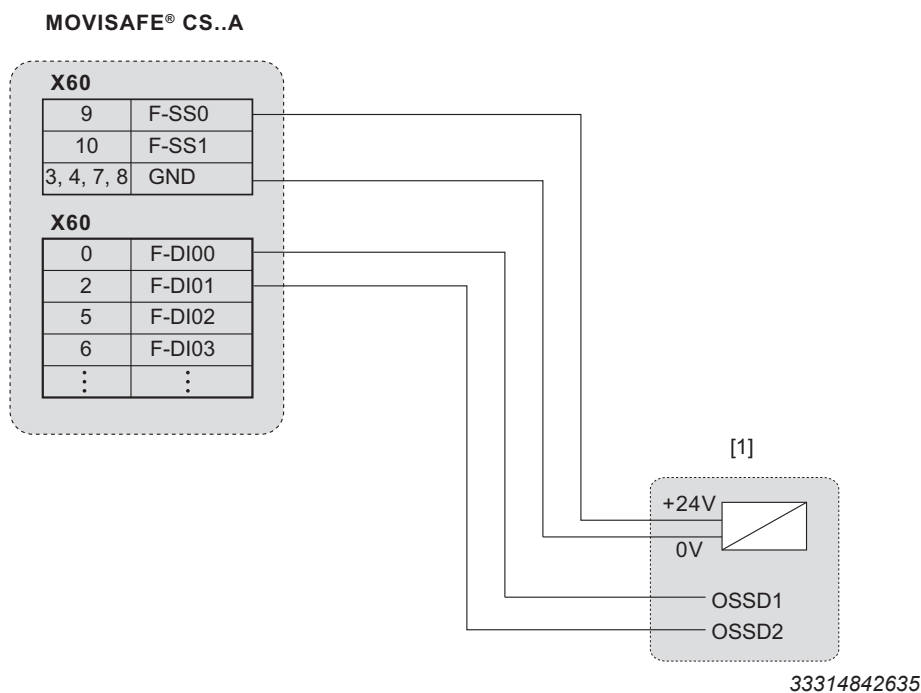 MOVISAFE® CS..A
X60
9 F-SS0
10 F-SS1
3, 4, 7, 8 GND
X60
0 F-DI00
2 F-DI01
5 F-DI02
6 F-DI03
⋮ ⋮
[1]
+24V
0V
OSSD1
OSSD2
33314842635